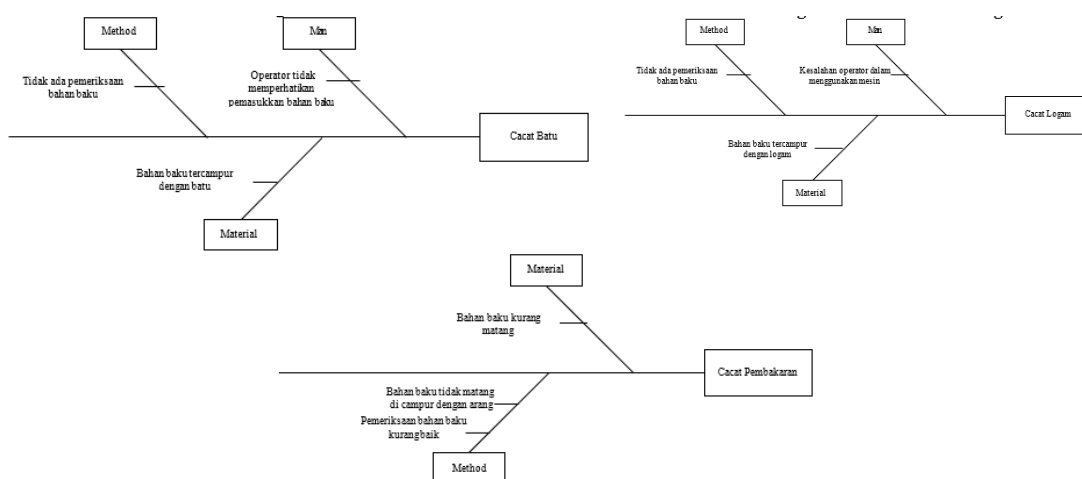 Method
Man
Tidak ada pemeriksaan
bahan baku
Operator tidak
memperhatikan
pemasukkan bahan baku
Cacat Batu
Bahan baku tercampur
dengan batu
Material
Method
Man
Tidak ada pemeriksaan
bahan baku
Kesalahan operator dalam
menggunakan mesin
Cacat Logam
Bahan baku tercampur
dengan logam
Material
Material
Bahan baku kurang
matang
Cacat Pembakaran
Bahan baku tidak matang
di campur dengan arang
Pemeriksaan bahan baku
kurang baik
Method